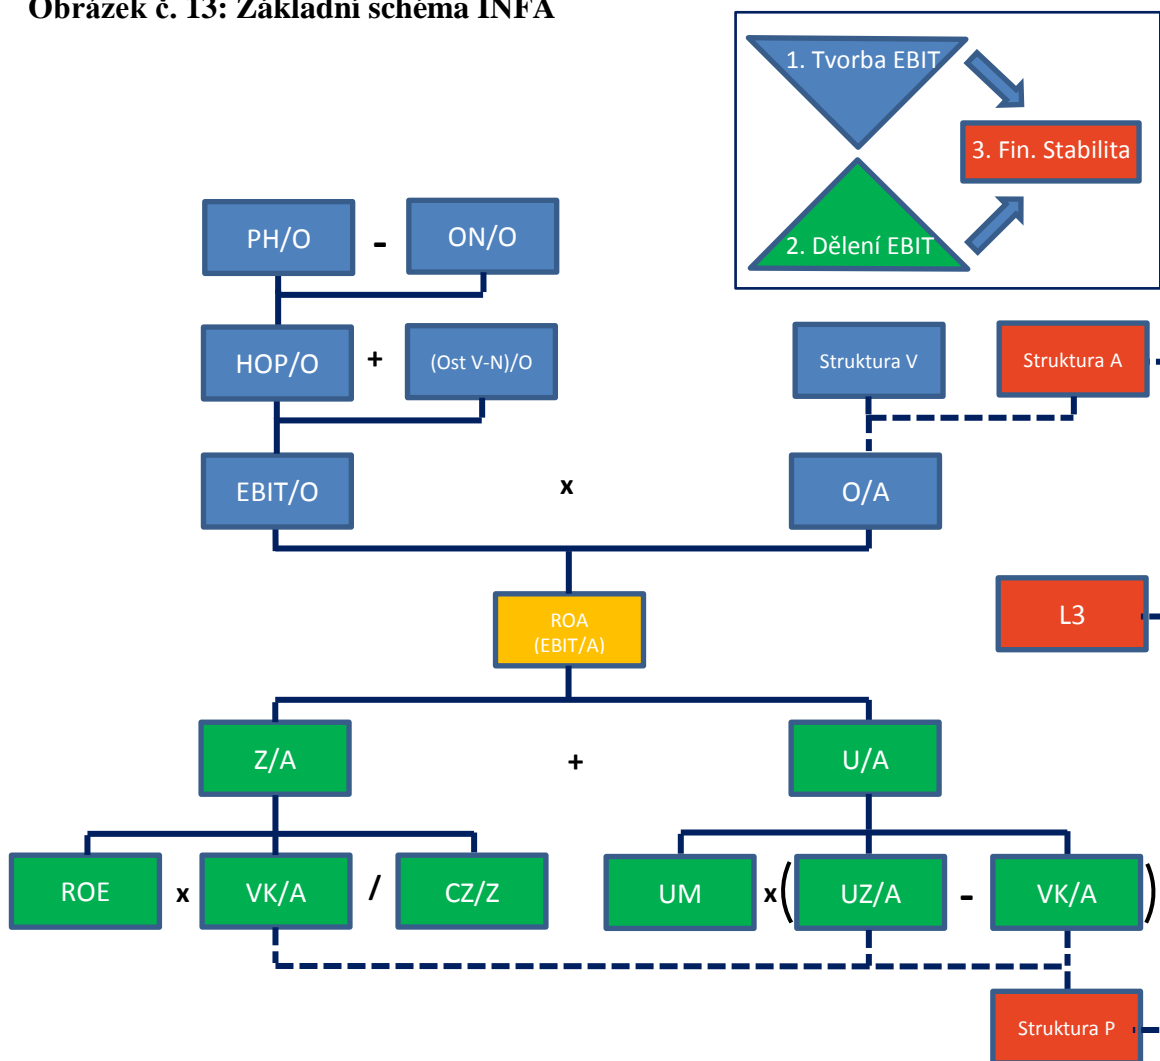 Obrázek č. 13: Základní schéma INFA
1. Tvorba EBIT
3. Fin. Stabilita
2. Dělení EBIT
PH/O - ON/O
HOP/O + (Ost V-N)/O
Struktura V
Struktura A
EBIT/O x O/A
ROA
(EBIT/A)
L3
Z/A + U/A
ROE x VK/A / CZ/Z
UM x( UZ/A - VK/A )
Struktura P